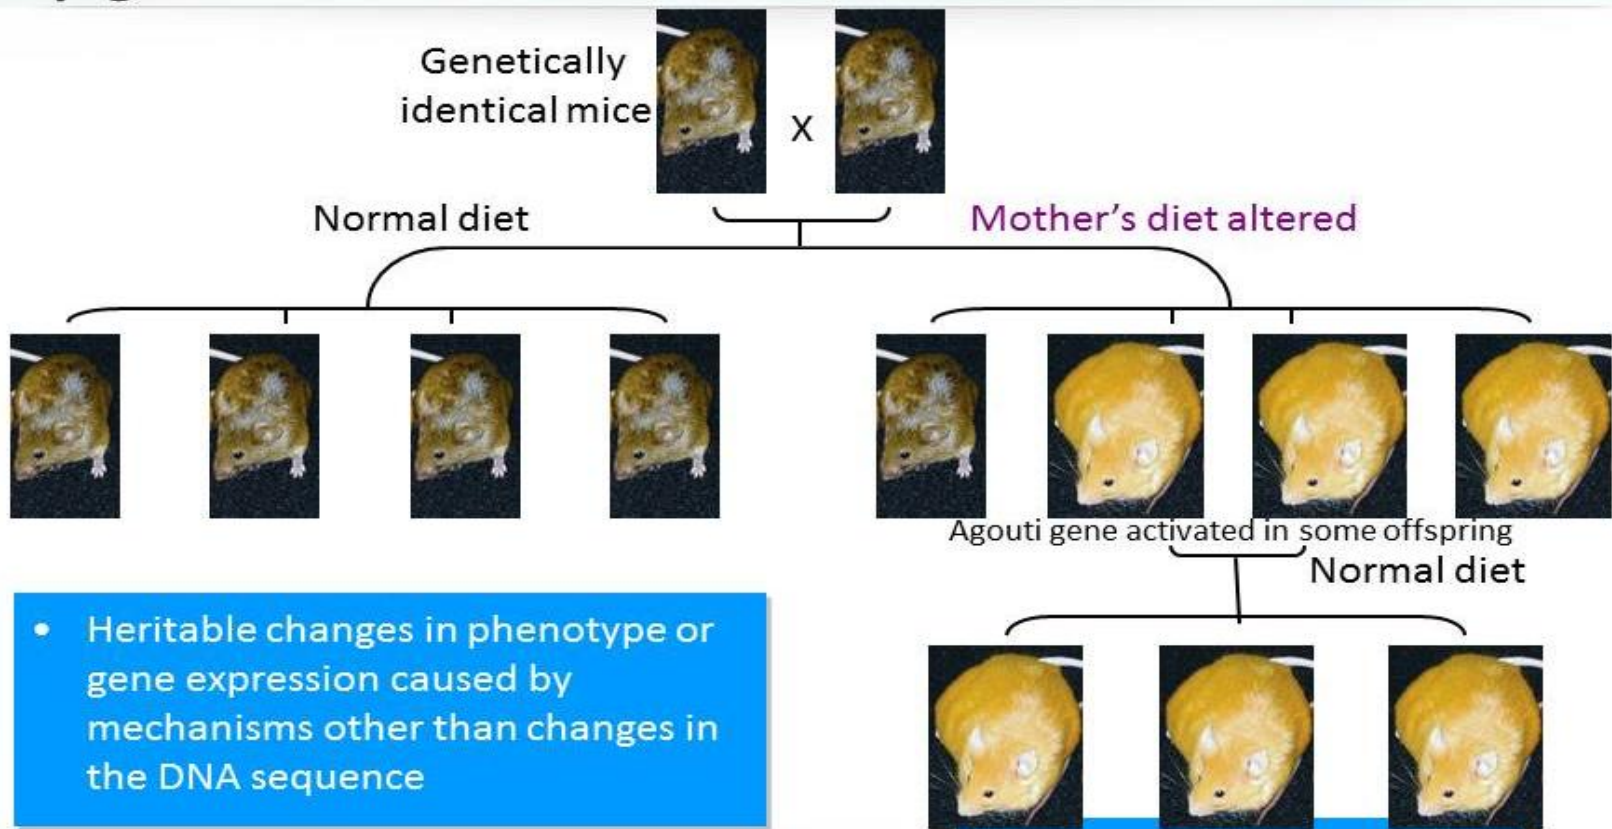 Genetically
identical mice
X
Normal diet
Mother's diet altered
Agouti gene activated in some offspring
Normal diet
• Heritable changes in phenotype or
gene expression caused by
mechanisms other than changes in
the DNA sequence